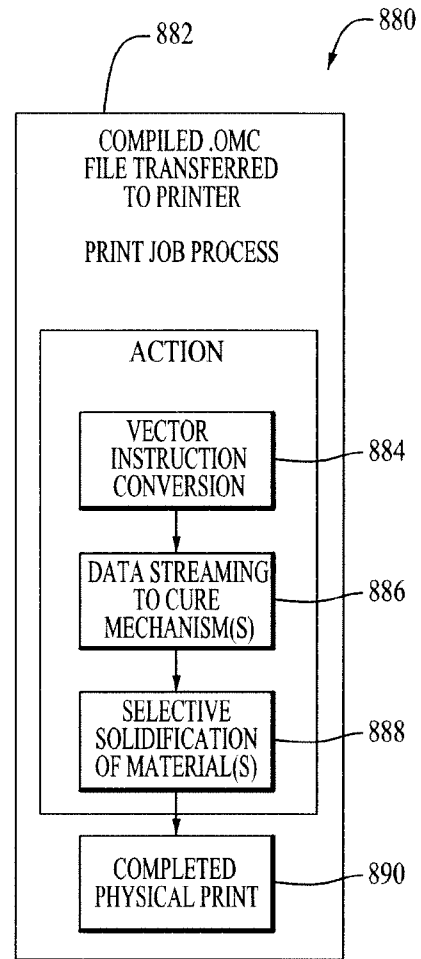 880
882
COMPILED .OMC
FILE TRANSFERRED
TO PRINTER
PRINT JOB PROCESS
ACTION
VECTOR
INSTRUCTION
CONVERSION
884
DATA STREAMING
TO CURE
MECHANISM(S)
886
SELECTIVE
SOLIDIFICATION
OF MATERIAL(S)
888
COMPLETED
PHYSICAL PRINT
890